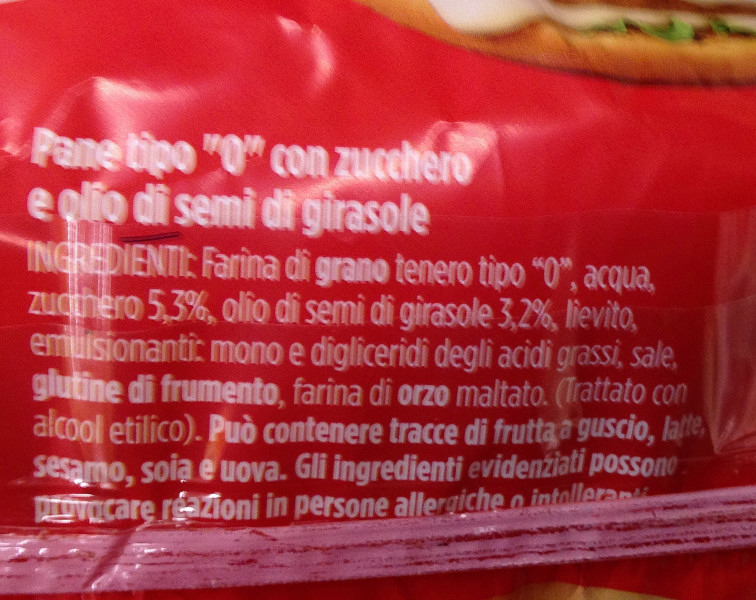 Pane tipo "0" con zucchero
e olio di semi di girasole
INGREDIENTI: Farina di grano tenero tipo "0", acqua,
zucchero 5,3%, olio di semi di girasole 3,2%, lievito,
emulsionanti: mono e digliceridi degli acidi grassi, sale,
glutine di frumento, farina di orzo maltato. (Trattato con
alcool etilico). Può contenere tracce di frutta a guscio, latte,
sesamo, soia e uova. Gli ingredienti evidenziati possono
provocare reazioni in persone allergiche o intolleranti